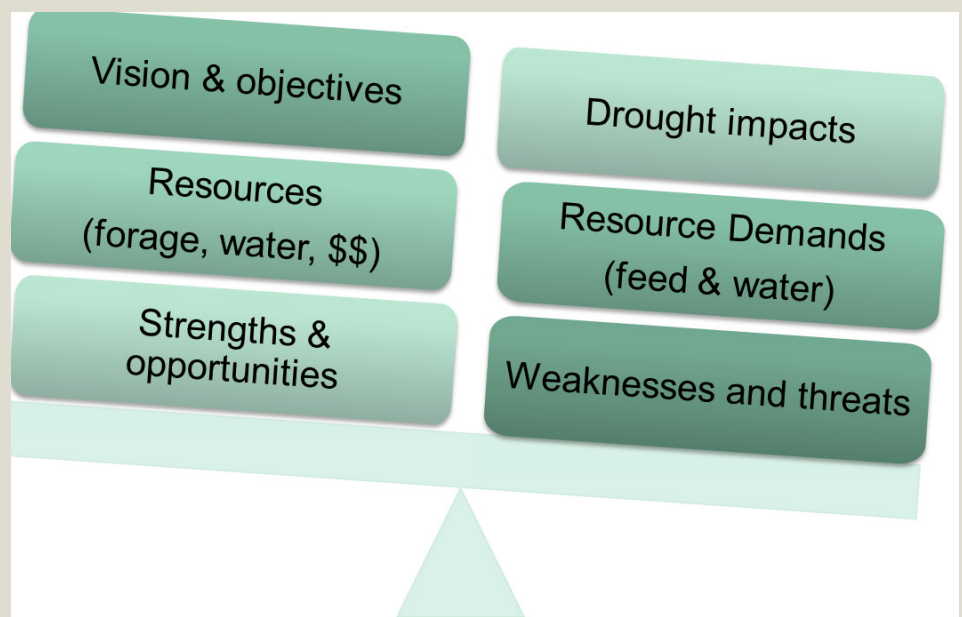 Vision & objectives
Resources
(forage, water, $$)
Strengths &
opportunities
Drought impacts
Resource Demands
(feed & water)
Weaknesses and threats